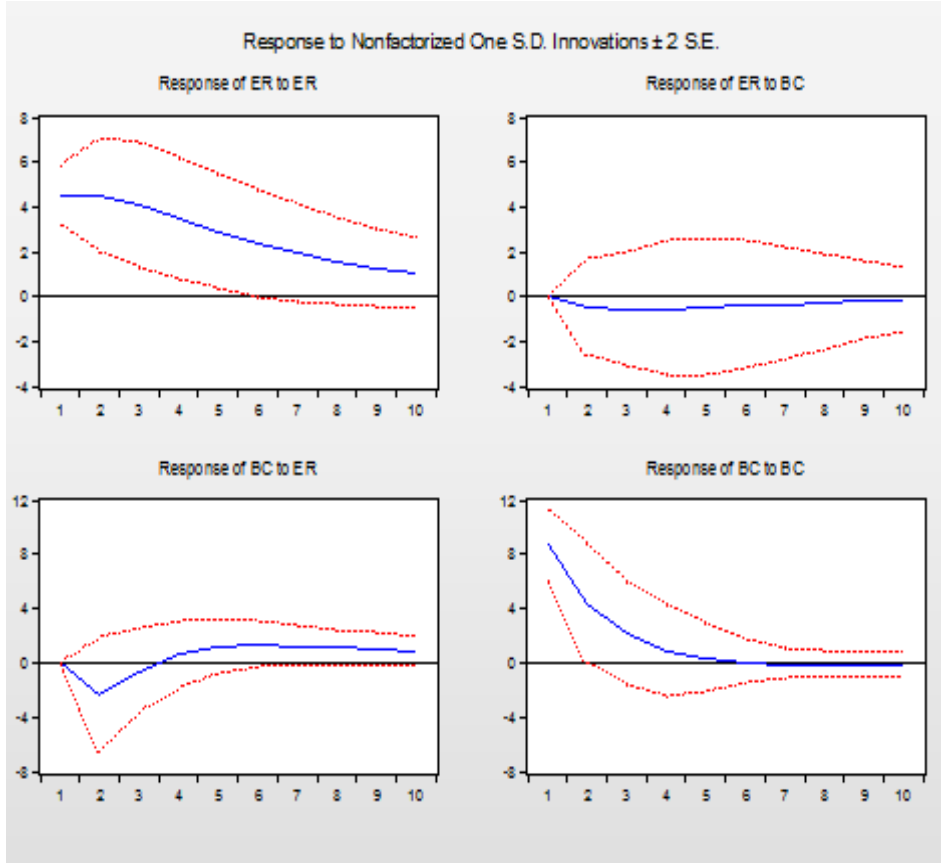 Response to Nonfactorized One S.D. Innovations ± 2 S.E.
Response of ER to ER
8
6
4
2
0
-2
-4
1 2 3 4 5 6 7 8 9 10
Response of ER to BC
8
6
4
2
0
-2
-4
1 2 3 4 5 6 7 8 9 10
Response of BC to ER
12
8
4
0
-4
-8
1 2 3 4 5 6 7 8 9 10
Response of BC to BC
12
8
4
0
-4
-8
1 2 3 4 5 6 7 8 9 10